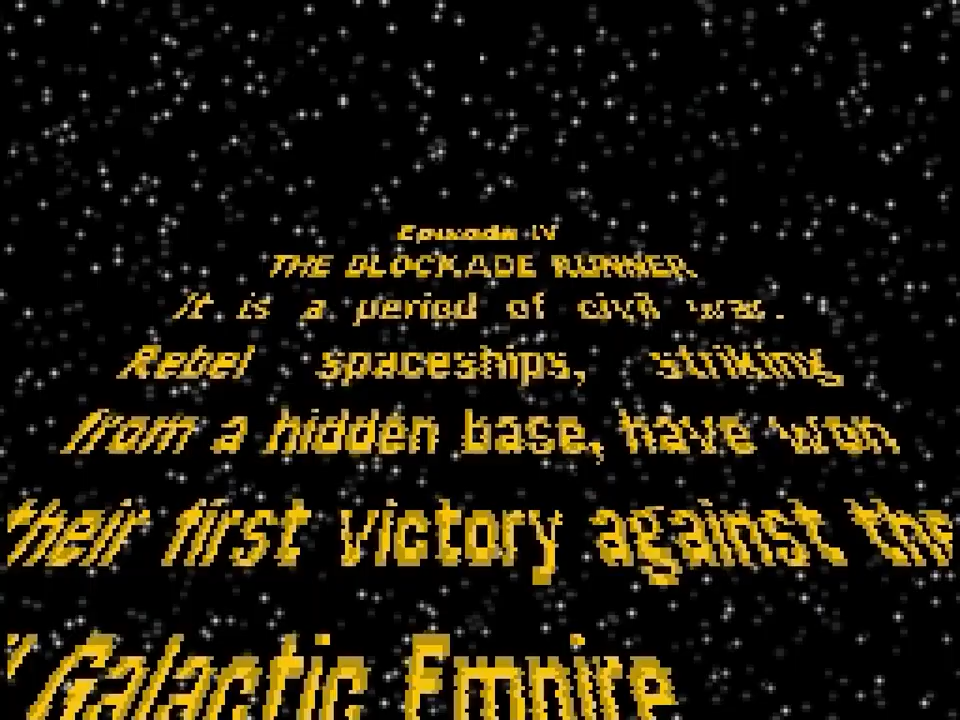 Episode IV
THE BLOCKADE RUNNER
It is a period of civil war.
Rebel spaceships, striking
from a hidden base, have won
their first victory against the
Galactic Empire